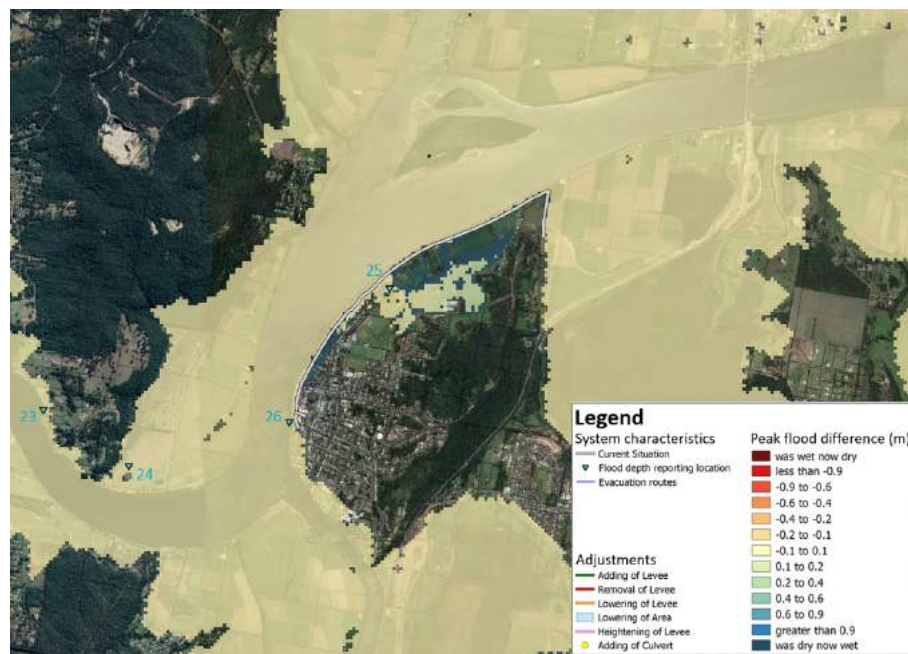 25
23
26
24
Legend
System characteristics
Current Situation
Flood depth reporting location
Evacuation routes
Adjustments
Adding of Levee
Removal of Levee
Lowering of Levee
Lowering of Area
Heightening of Levee
Adding of Culvert
Peak flood difference (m)
was wet now dry
less than -0.9
-0.9 to -0.6
-0.6 to -0.4
-0.4 to -0.2
-0.2 to -0.1
-0.1 to 0.1
0.1 to 0.2
0.2 to 0.4
0.4 to 0.6
0.6 to 0.9
greater than 0.9
was dry now wet